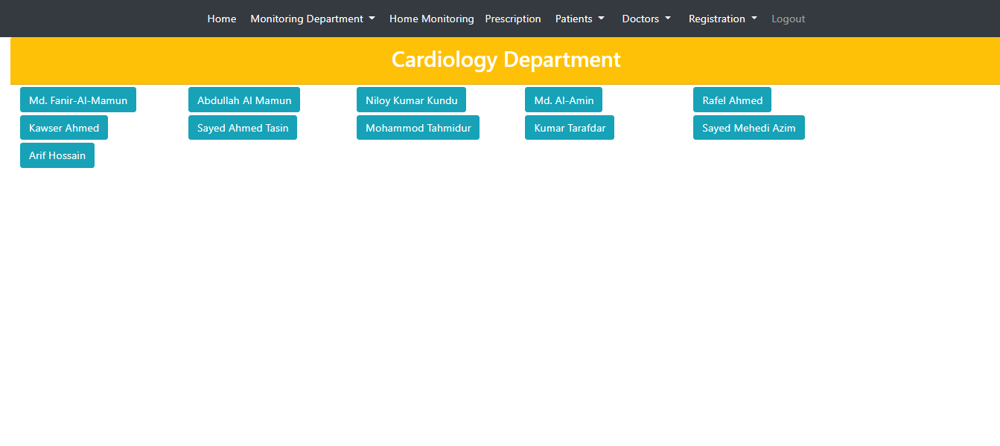 Home Monitoring Department Home Monitoring Prescription Patients Doctors Registration Logout
Cardiology Department
Md. Fanir-Al-Mamun Abdullah Al Mamun Niloy Kumar Kundu Md. Al-Amin Rafel Ahmed
Kawser Ahmed Sayed Ahmed Tasin Mohammod Tahmidur Kumar Tarafdar Sayed Mehedi Azim
Arif Hossain